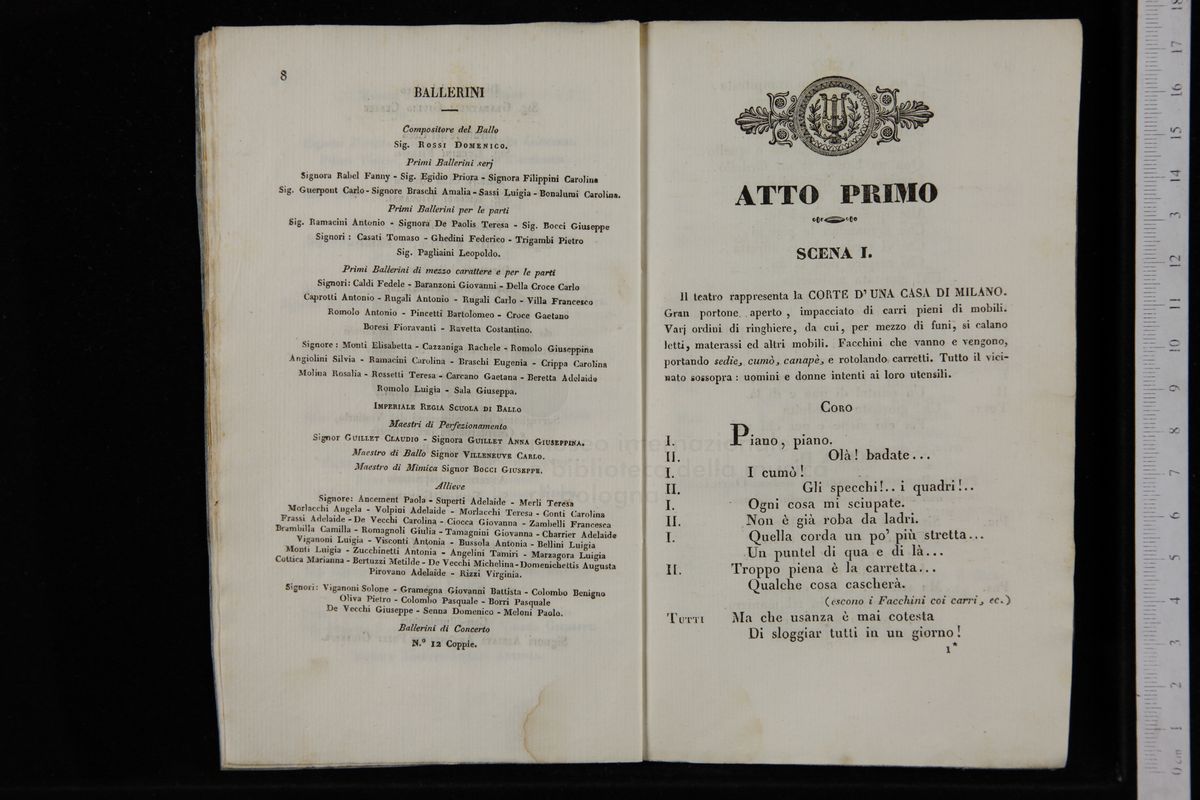 8
BALLERINI
Compositore del Ballo
Sig. ROSSI DOMENICO.
Primi Ballerini serj
Signora Rabel Fanny - Sig. Egidio Priora - Signora Filippini Carolina
Sig. Guerpont Carlo - Signore Braschi Amalia - Sassi Luigia - Bonalumi Carolina.
Primi Ballerini per le parti
Sig. Ramacini Antonio - Signora De Paolis Teresa - Sig. Bocci Giuseppe
Signori : Casati Tomaso - Ghedini Federico - Trigambi Pietro
Sig. Pagliaini Leopoldo.
Primi Ballerini di mezzo carattere e per le parti
Signori: Caldi Fedele - Baranzoni Giovanni - Della Croce Carlo
Caprotti Antonio - Rugali Antonio - Rugali Carlo - Villa Francesco
Romolo Antonio - Pincetti Bartolomeo - Croce Gaetano
Boresi Fioravanti - Ravetta Costantino.
Signore : Monti Elisabetta - Cazzaniga Rachele - Romolo Giuseppina
Angiolini Silvia - Ramacini Carolina - Braschi Eugenia - Crippa Carolina
Molina Rosalia - Rossetti Teresa - Carcano Gaetana - Beretta Adelaide
Romolo Luigia - Sala Giuseppa.
IMPERIALE REGIA SCUOLA DI BALLO
Maestri di Perfezionamento
Signor GUILLET CLAUDIO - Signora GUILLET ANNA GIUSEPPINA.
Maestro di Ballo Signor VILLENEUVE CARLO.
Maestro di Mimica Signor BOCCI GIUSEPPE.
Allieve
Signore: Ancement Paola - Superti Adelaide - Merli Teresa
Morlacchi Angela - Volpini Adelaide - Morlacchi Teresa - Conti Carolina
Frassi Adelaide - De Vecchi Carolina - Ciocca Giovanna - Zambelli Francesca
Brambilla Camilla - Romagnoli Giulia - Tamagnini Giovanna - Charrier Adelaide
Viganoni Luigia - Visconti Antonia - Bussola Antonia - Bellini Luigia
Monti Luigia - Zucchinetti Antonia - Angelini Tamiri - Marzagora Luigia
Cottica Marianna - Bertuzzi Metilde - De Vecchi Michelina - Domenichettis Augusta
Pirovano Adelaide - Rizzi Virginia.
Signori: Viganoni Solone - Gramegna Giovanni Battista - Colombo Benigno
Oliva Pietro - Colombo Pasquale - Borri Pasquale
De Vecchi Giuseppe - Senna Domenico - Meloni Paolo.
Ballerini di Concerto
N.º 12 Coppie.
ATTO PRIMO
SCENA I.
Il teatro rappresenta la CORTE D' UNA CASA DI MILANO.
Gran portone aperto , impacciato di carri pieni di mobili.
Varj ordini di ringhiere, da cui, per mezzo di funi, si calano
letti, materassi ed altri mobili. Facchini che vanno e vengono,
portando sedie, cumò, canapè, e rotolando carretti. Tutto il vici-
nato sossopra : uomini e donne intenti ai loro utensili.
CORO
I. Piano, piano.
II. Olà ! badate...
I. I cumò !
II. Gli specchi !.. i quadri !..
I. Ogni cosa mi sciupate.
II. Non è già roba da ladri.
I. Quella corda un po' più stretta...
Un puntel di qua e di là...
II. Troppo piena è la carretta...
Qualche cosa cascherà.
(escono i Facchini coi carri, ec.)
TUTTI Ma che usanza è mai cotesta
Di sloggiar tutti in un giorno !
1*